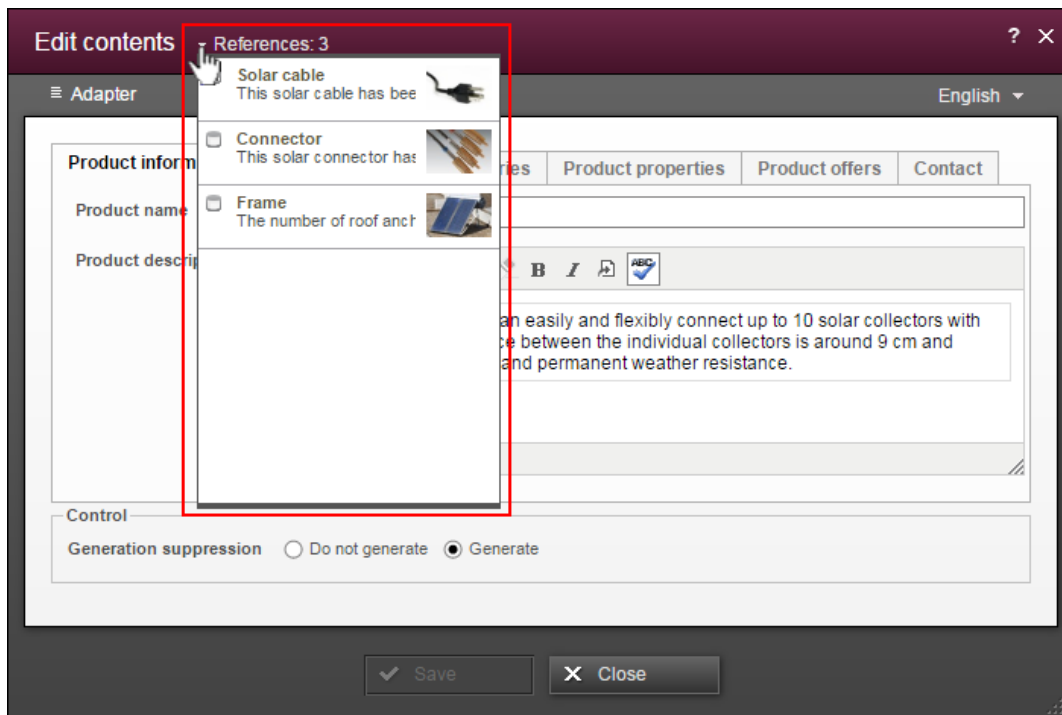 Edit contents
References: 3
?
Adapter
English
Solar cable
This solar cable has bee
Connector
This solar connector has
Frame
The number of roof anch
Product inform
ries
Product properties
Product offers
Contact
Product name
Product descrip
B I ABC
an easily and flexibly connect up to 10 solar collectors with
ce between the individual collectors is around 9 cm and
and permanent weather resistance.
Control
Generation suppression Do not generate Generate
Save
Close